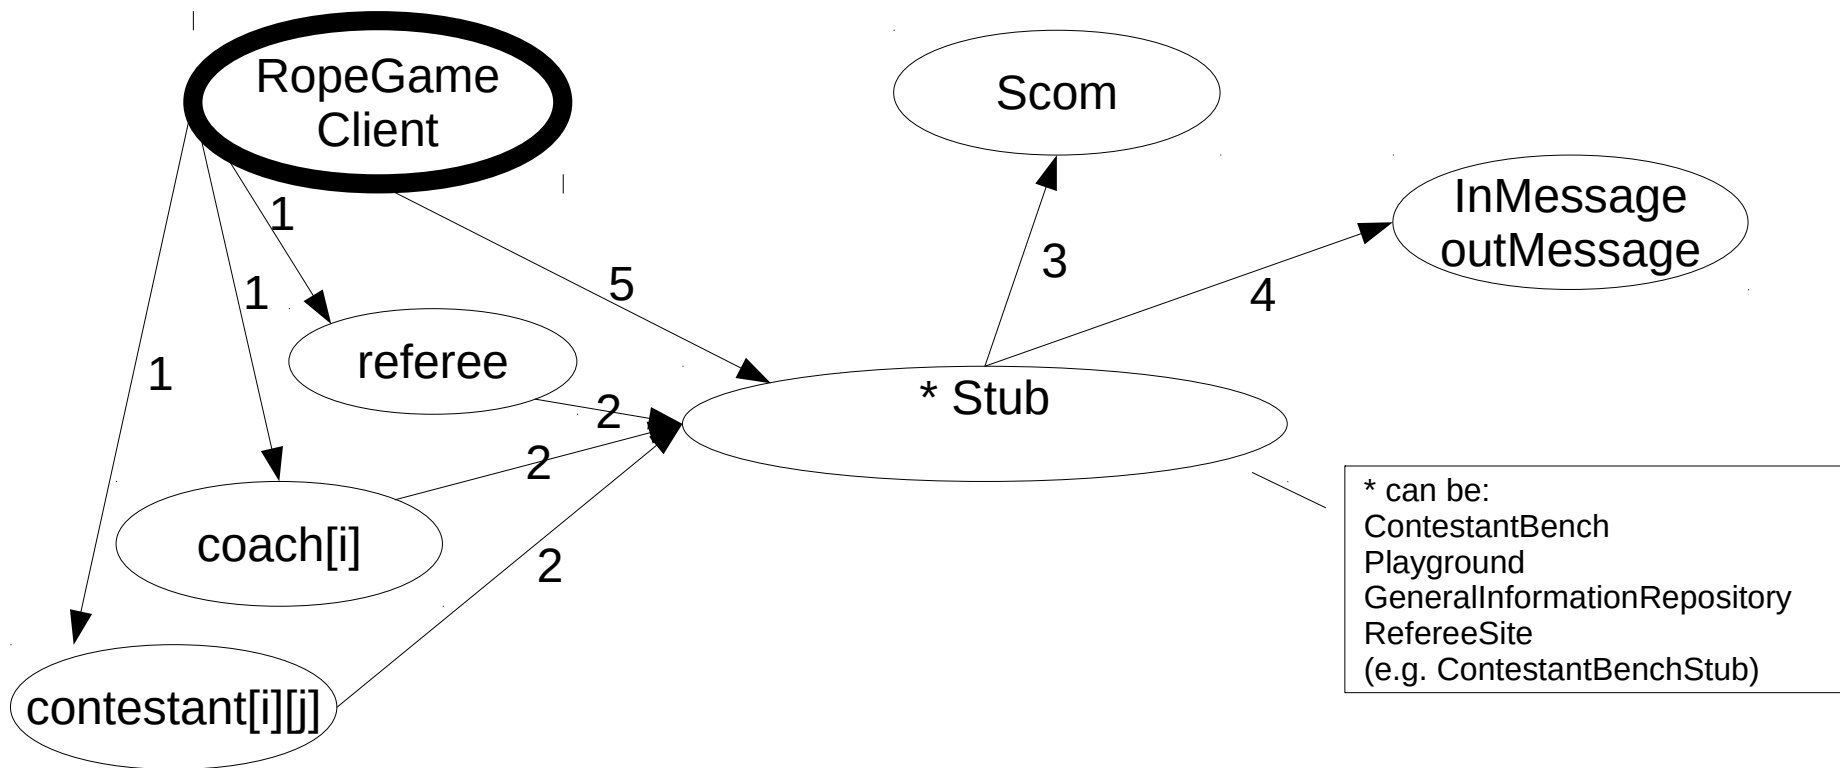 RopeGame
Client
Scom
InMessage
outMessage
1
1
1
5
3
4
referee
* Stub
2
2
2
coach[i]
contestant[i][j]
* can be:
ContestantBench
Playground
GeneralInformationRepository
RefereeSite
(e.g. ContestantBenchStub)